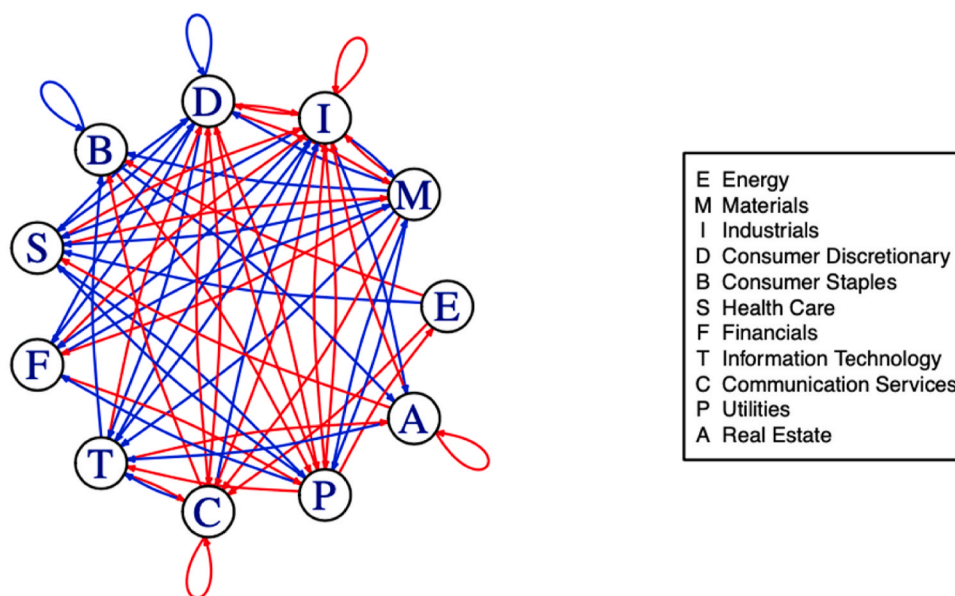 D
I
B
M
S
E
F
A
T
P
C
E Energy
M Materials
I Industrials
D Consumer Discretionary
B Consumer Staples
S Health Care
F Financials
T Information Technology
C Communication Services
P Utilities
A Real Estate